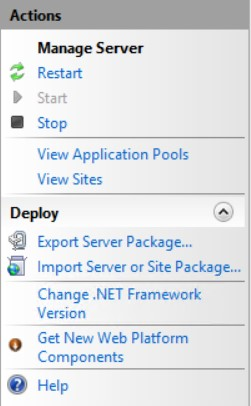 Actions
Manage Server
Restart
Start
Stop
View Application Pools
View Sites
Deploy
Export Server Package...
Import Server or Site Package...
Change .NET Framework
Version
Get New Web Platform
Components
Help